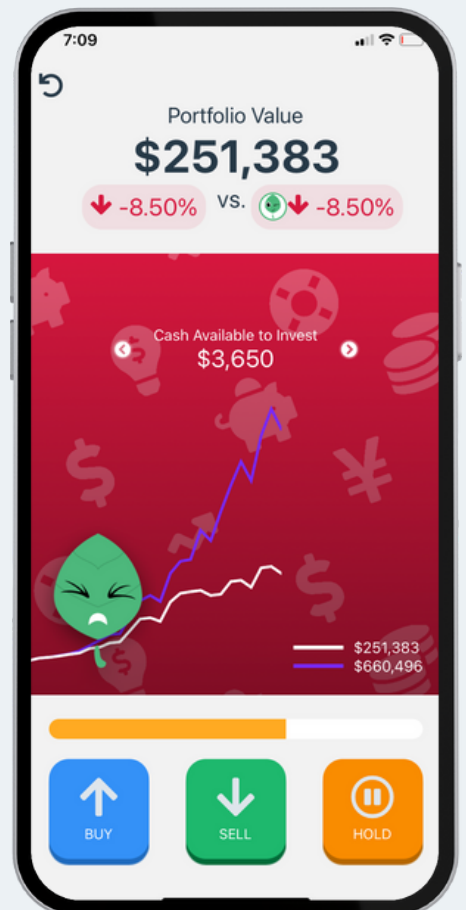 7:09
Portfolio Value
$251,383
-8.50% vs. -8.50%
Cash Available to Invest
$3,650
$251,383
$660,496
BUY SELL HOLD